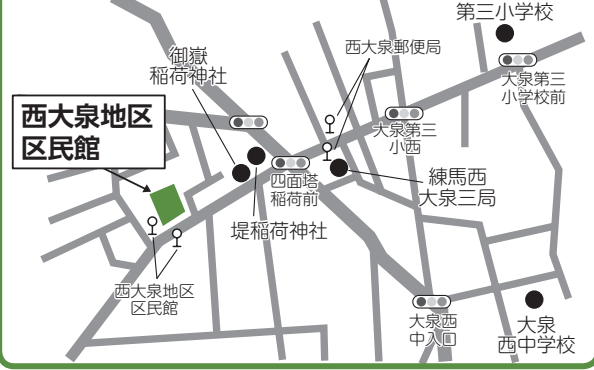 第三小学校
西大泉郵便局
御嶽
稲荷神社
大泉第三
小学校前
西大泉地区
区民館
大泉第三
小西
四面塔
稲荷前
練馬西
大泉三局
堤稲荷神社
西大泉地区
区民館
大泉西
中入口
大泉
西中学校